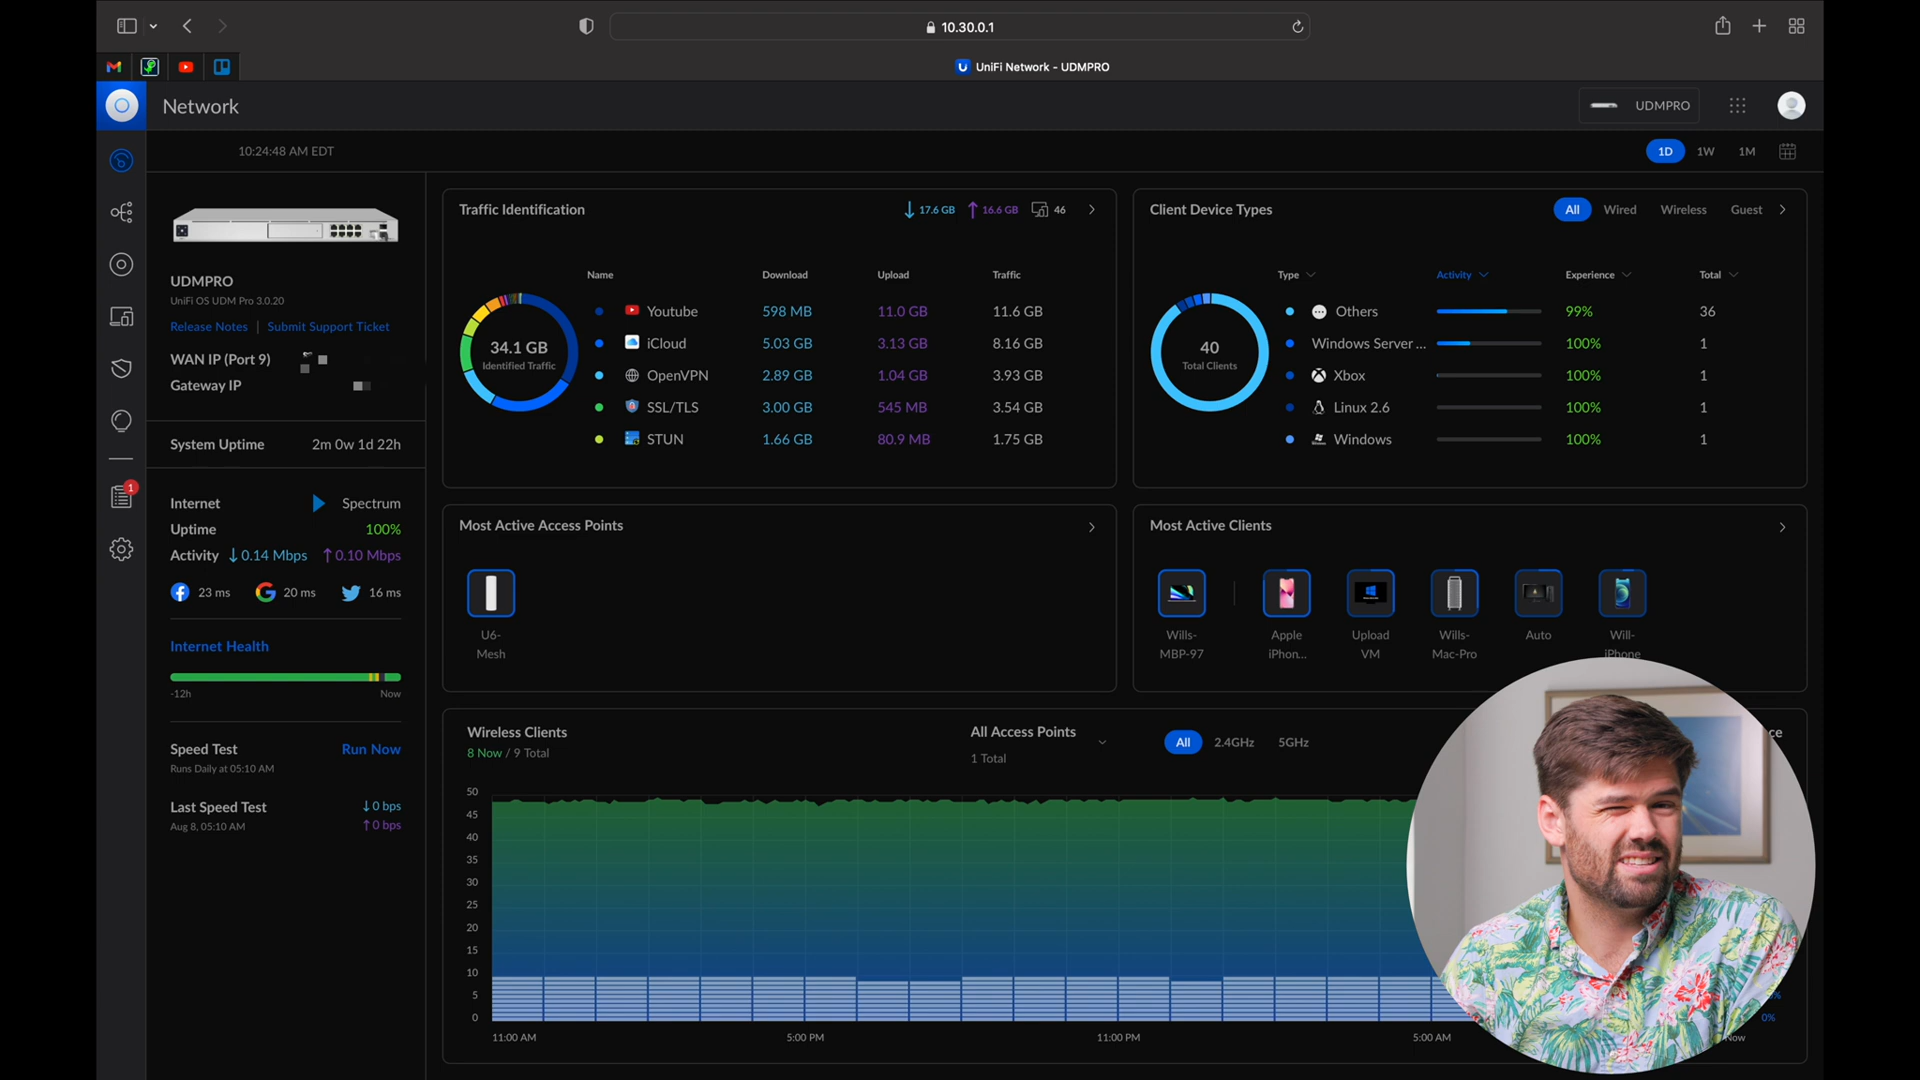 10.30.0.1
UniFi Network - UDMPRO
Network
UDMPRO
10:24:48 AM EDT
1D 1W 1M
UDMPRO
UniFi OS UDM Pro 3.0.20
Release Notes | Submit Support Ticket
WAN IP (Port 9)
Gateway IP
System Uptime 2m 0w 1d 22h
Internet Spectrum
Uptime 100%
Activity ↓0.14 Mbps ↑0.10 Mbps
23 ms 20 ms 16 ms
Internet Health
-12h Now
Speed Test Run Now
Runs Daily at 05:10 AM
Last Speed Test ↓0 bps
Aug 8, 05:10 AM ↑0 bps
1
Traffic Identification ↓ 17.6 GB ↑ 16.6 GB 46
Name Download Upload Traffic
34.1 GB
Identified Traffic
Youtube 598 MB 11.0 GB 11.6 GB
iCloud 5.03 GB 3.13 GB 8.16 GB
OpenVPN 2.89 GB 1.04 GB 3.93 GB
SSL/TLS 3.00 GB 545 MB 3.54 GB
STUN 1.66 GB 80.9 MB 1.75 GB
Client Device Types All Wired Wireless Guest
Type Activity Experience Total
40
Total Clients
Others 99% 36
Windows Server ... 100% 1
Xbox 100% 1
Linux 2.6 100% 1
Windows 100% 1
Most Active Access Points
U6-
Mesh
Most Active Clients
Wills-
MBP-97
Apple
iPhon...
Upload
VM
Wills-
Mac-Pro
Auto
Will-
iPhone
Wireless Clients
8 Now / 9 Total
All Access Points
1 Total
All 2.4GHz 5GHz
ce
50
45
40
35
30
25
20
15
10
5
0
0%
11:00 AM 5:00 PM 11:00 PM 5:00 AM Now